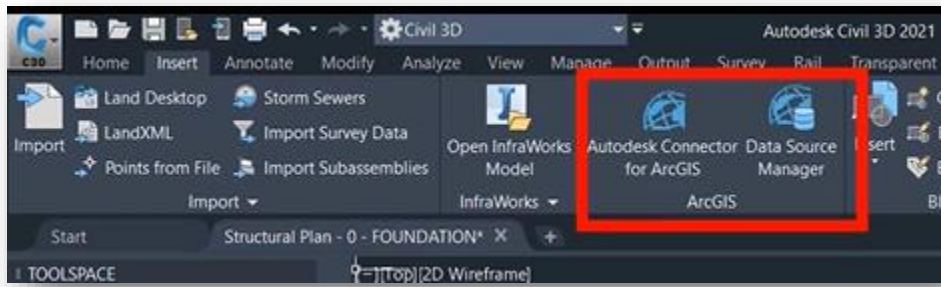 C3D
Civil 3D
Autodesk Civil 3D 2021
Home Insert Annotate Modify Analyze View Manage Output Survey Rail Transparent
Import
Land Desktop
LandXML
Points from File
Storm Sewers
Import Survey Data
Import Subassemblies
Import
Open InfraWorks
Model
InfraWorks
Autodesk Connector
for ArcGIS
Data Source
Manager
ArcGIS
Start
Structural Plan - 0 - FOUNDATION*
TOOLSPACE
[Top][2D Wireframe]